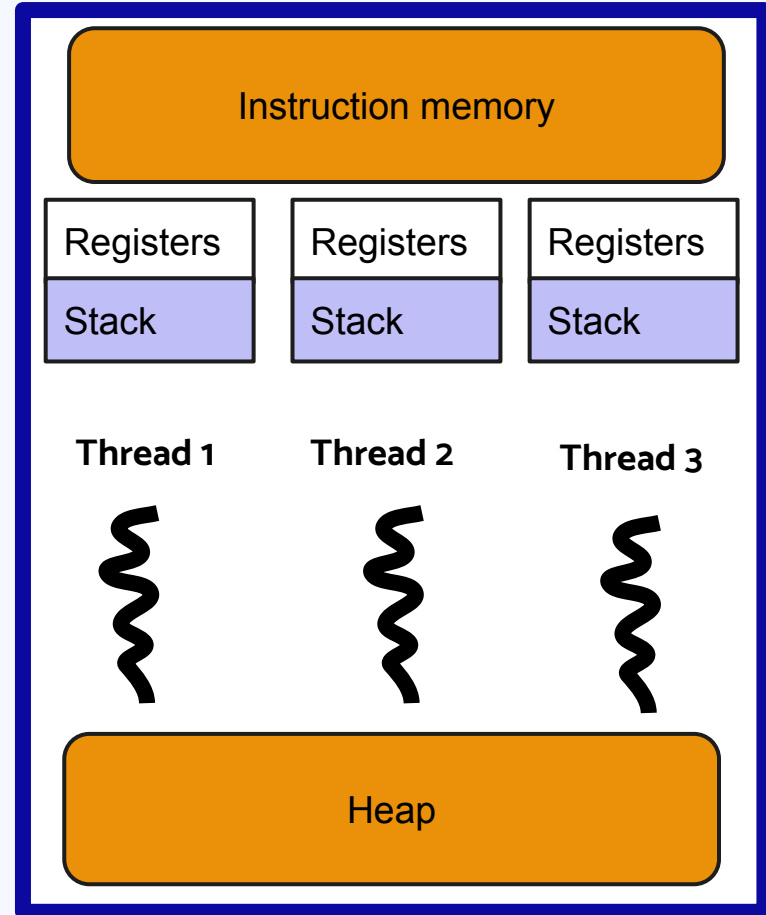 Instruction memory
Registers
Registers
Registers
Stack
Stack
Stack
Thread 1
Thread 2
Thread 3
Heap